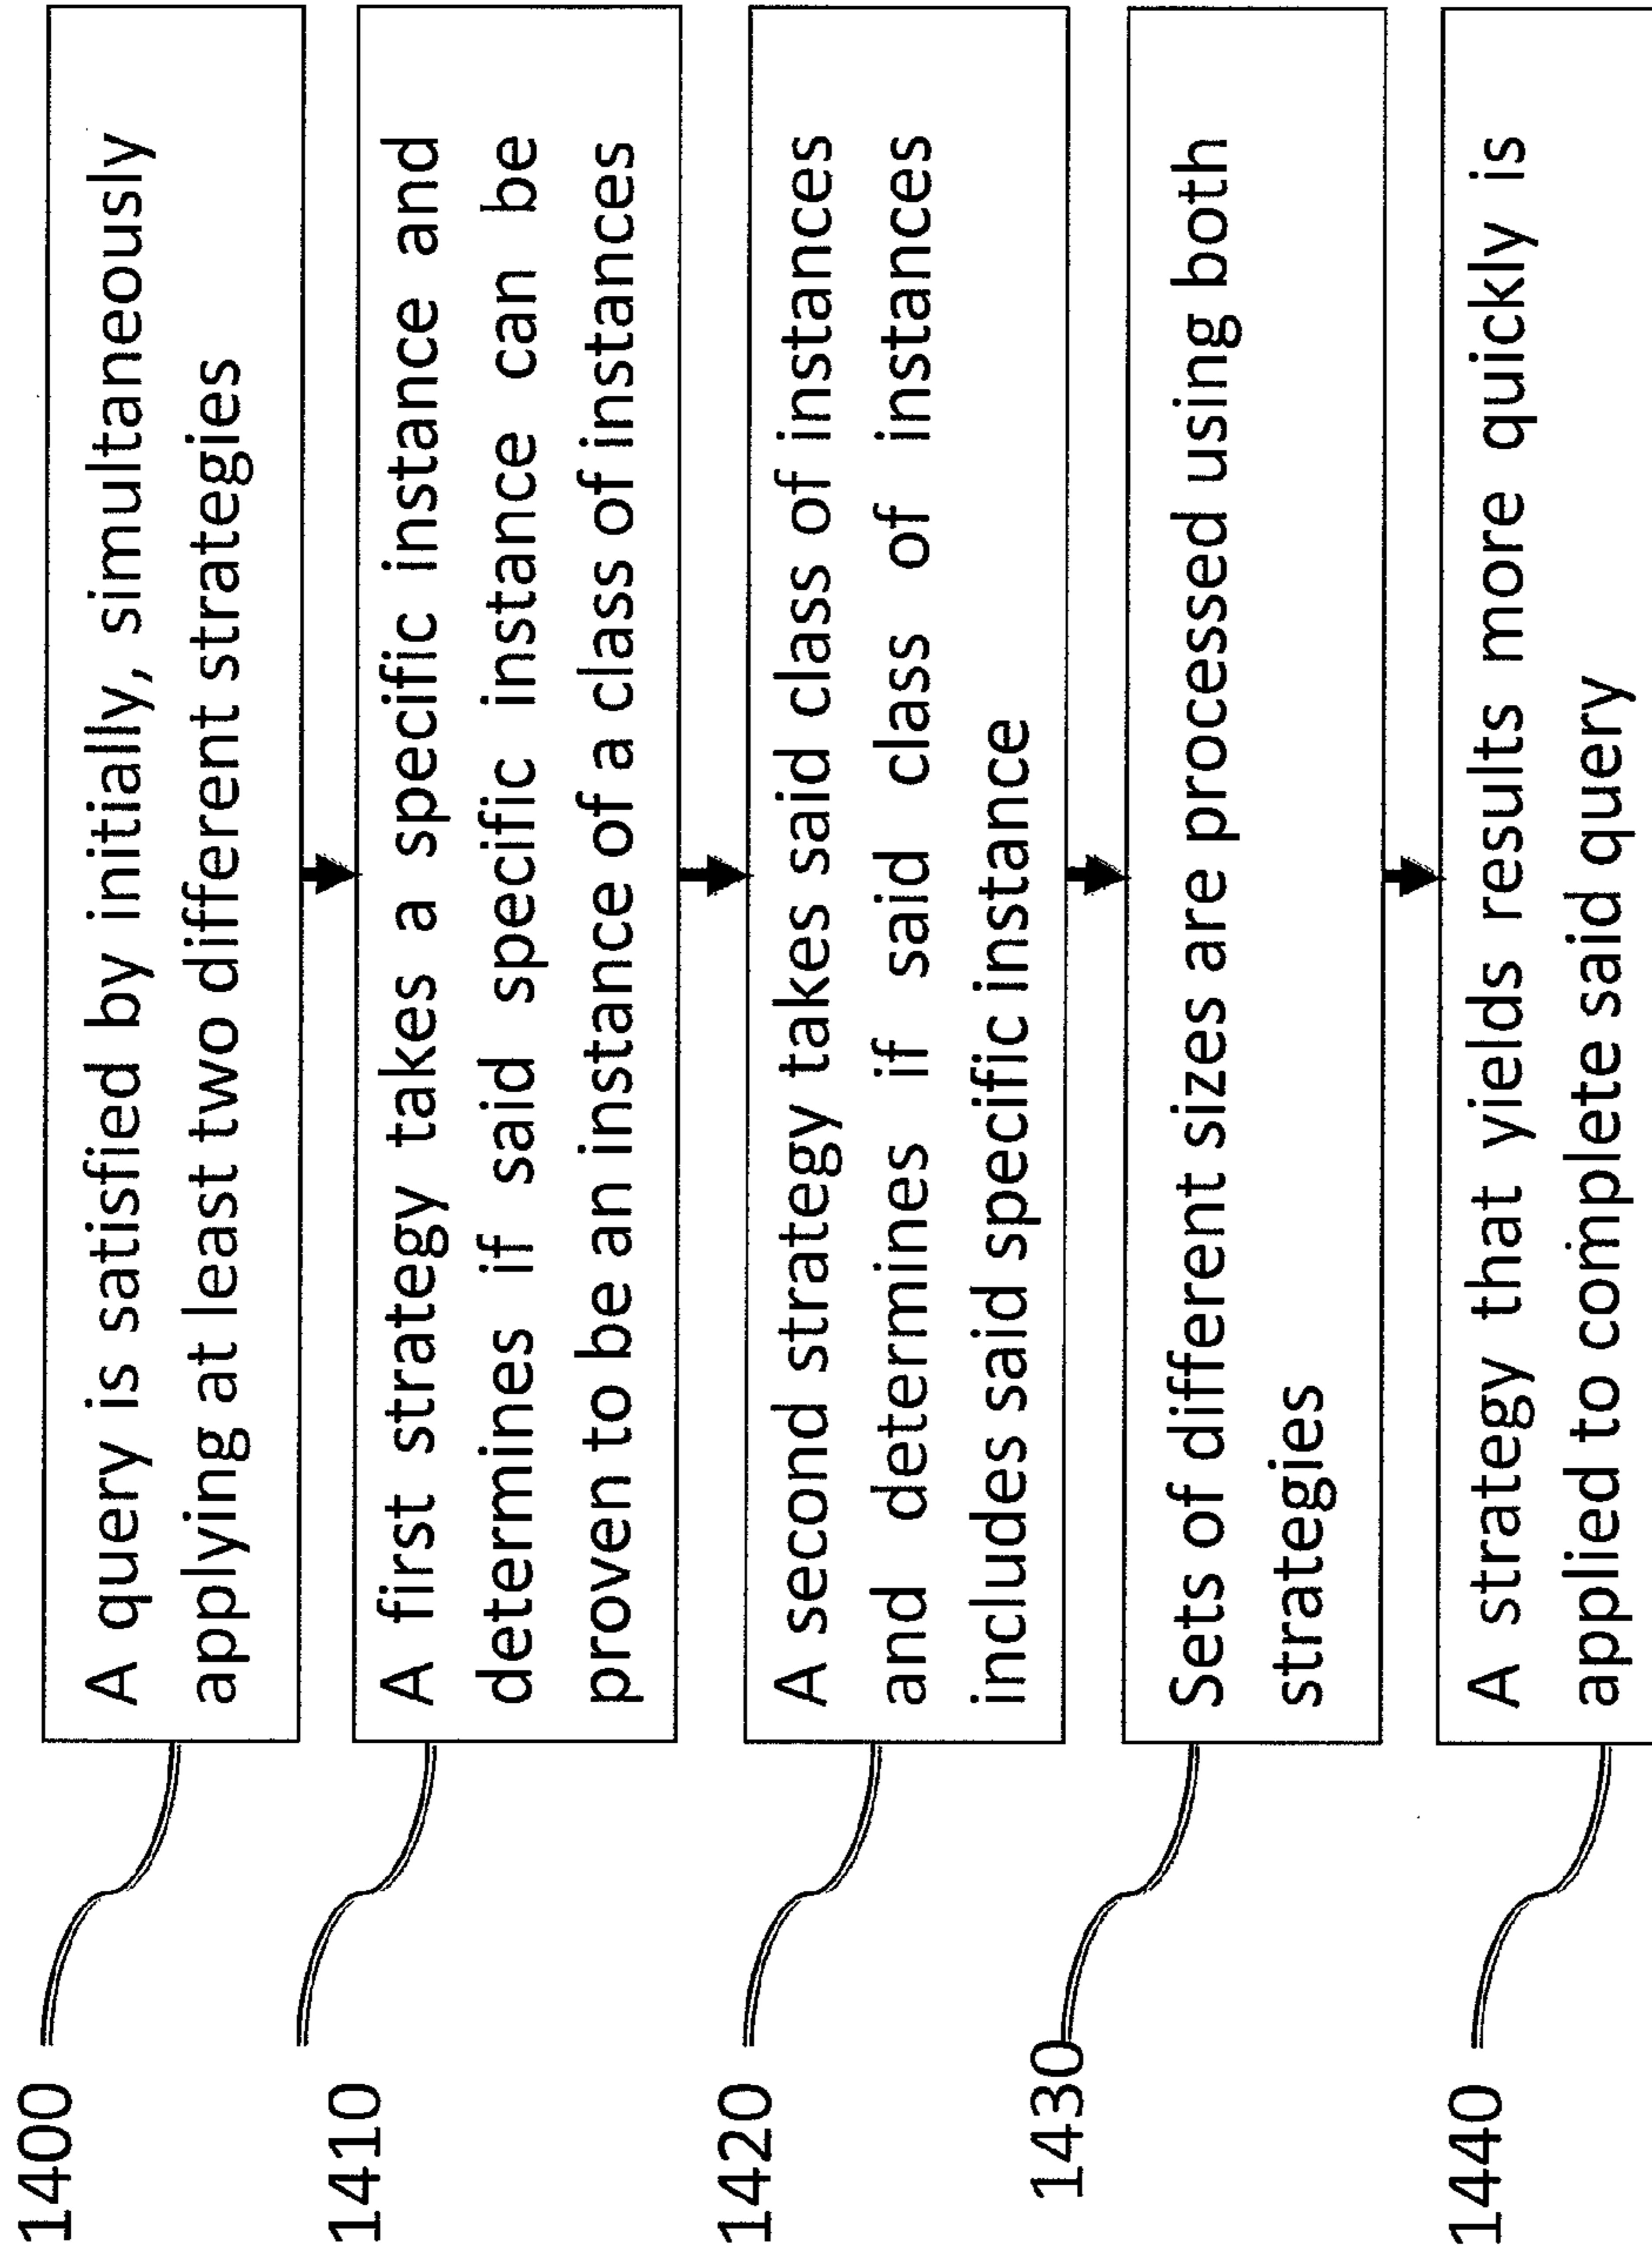 1400
A query is satisfied by initially, simultaneously
applying at least two different strategies
1410
A first strategy takes a specific instance and
determines if said specific instance can be
proven to be an instance of a class of instances
1420
A second strategy takes said class of instances
and determines if said class of instances
includes said specific instance
1430
Sets of different sizes are processed using both
strategies
1440
A strategy that yields results more quickly is
applied to complete said query